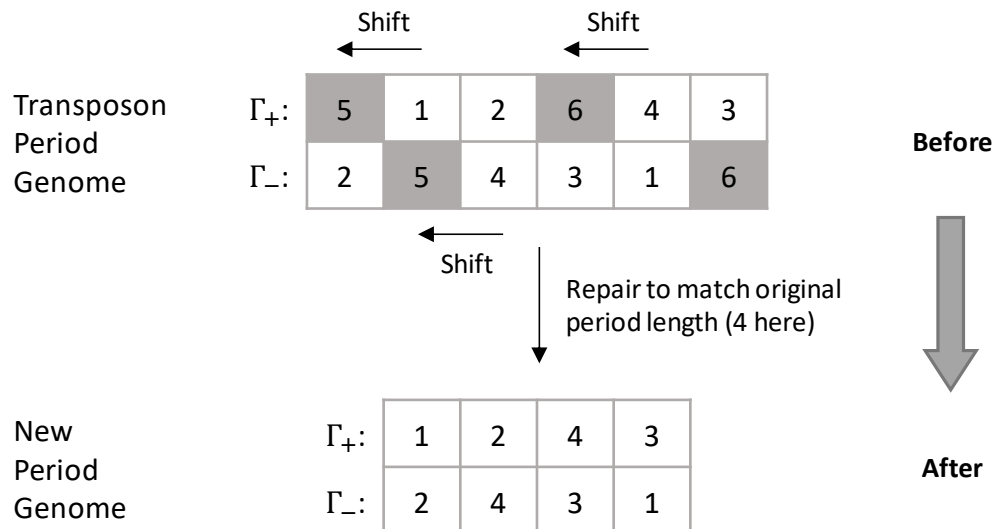 Shift Shift
Transposon
Period
Genome
Γ₊: 5 1 2 6 4 3
Γ₋: 2 5 4 3 1 6
Before
Shift
Repair to match original
period length (4 here)
New
Period
Genome
Γ₊: 1 2 4 3
Γ₋: 2 4 3 1
After